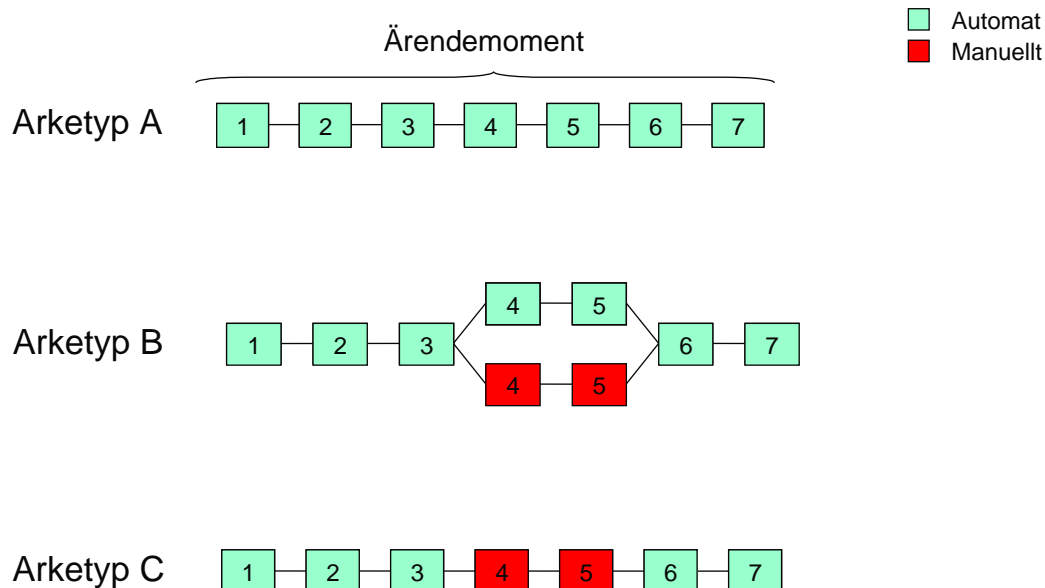 Automat
Manuellt
Ärendemoment
Arketyp A
1 2 3 4 5 6 7
4 5
Arketyp B
1 2 3 6 7
4 5
Arketyp C
1 2 3 4 5 6 7